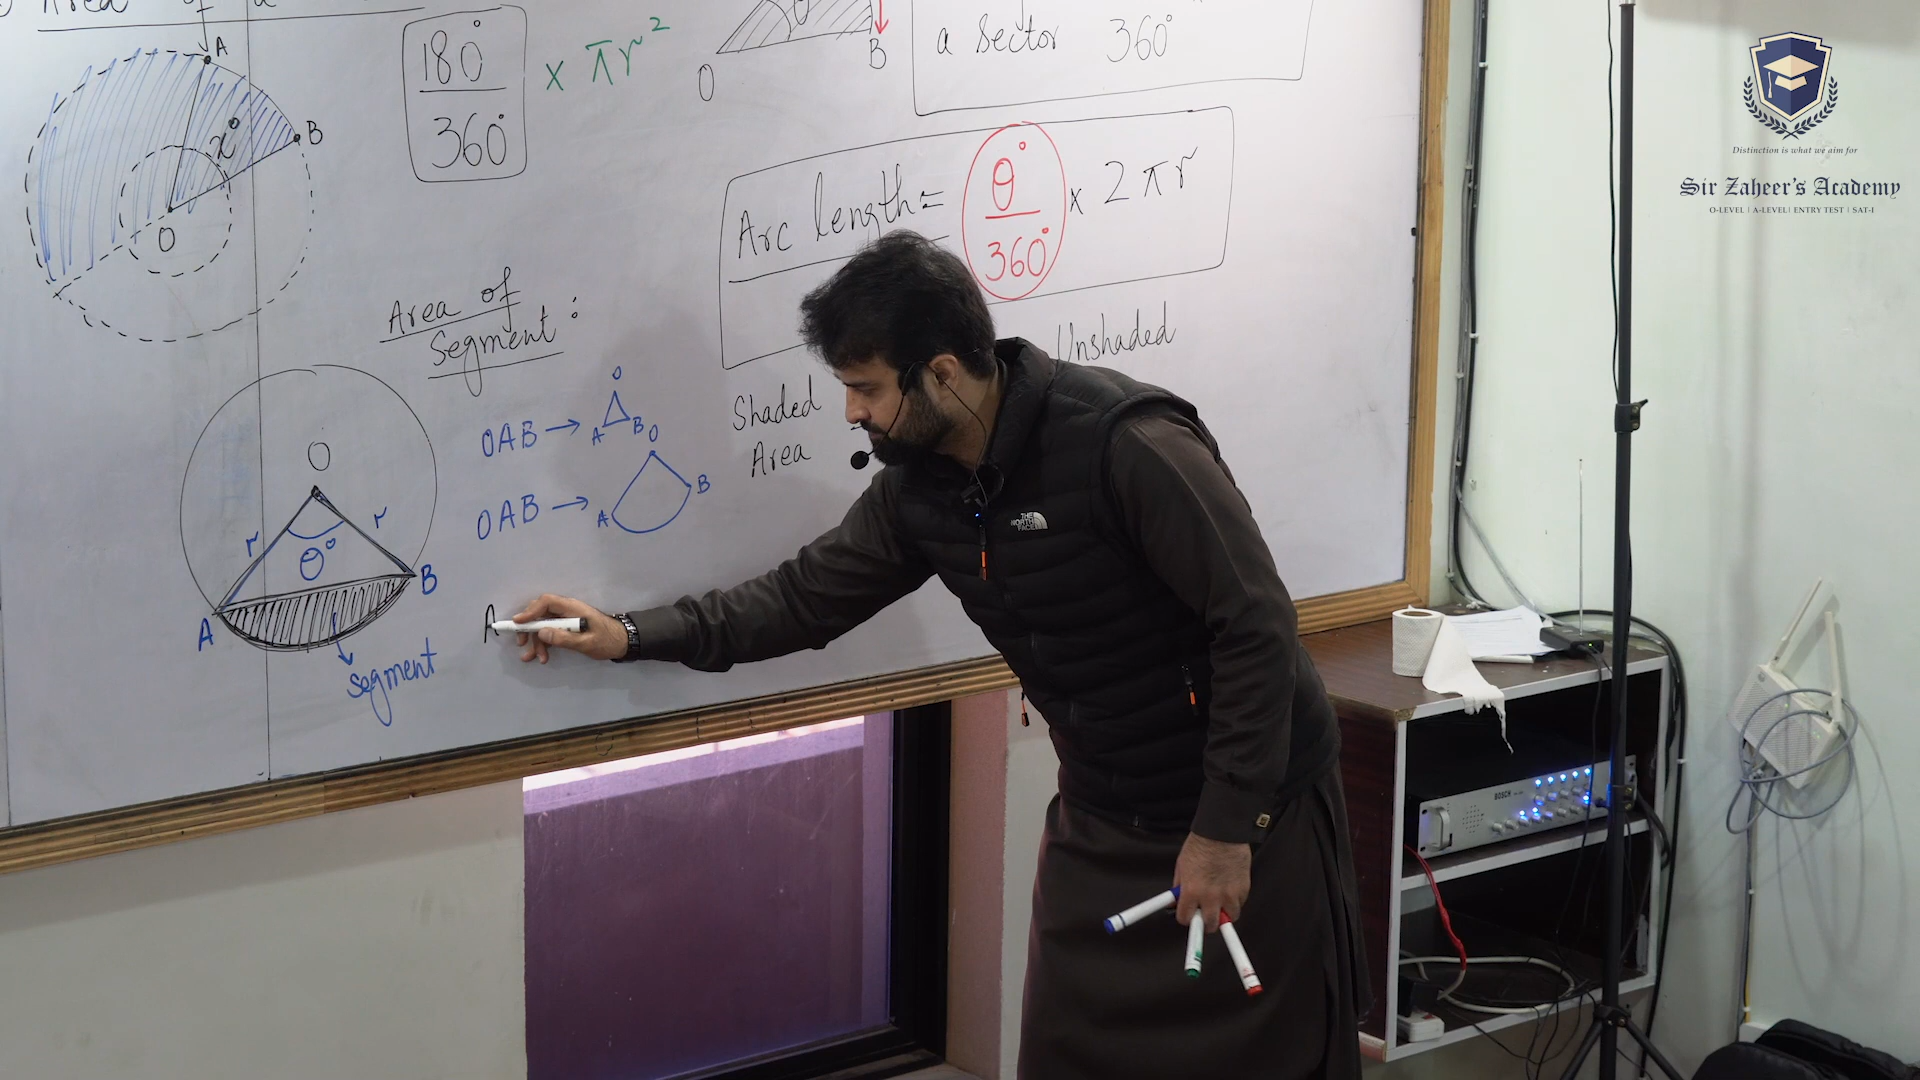 Area of a
A
B
x°
O
180°
360°
x πr²
O
B
a Sector 360°
Arc length = θ° x 2πr
360°
Area of
Segment :
Shaded
Area
Unshaded
O
r
r
θ°
A
B
segment
OAB → O
A B
OAB → O
A B
A
THE
NORTH
FACE
BOSCH
Distinction is what we aim for
Sir Zaheer's Academy
O-LEVEL | A-LEVEL | ENTRY TEST | SAT-I